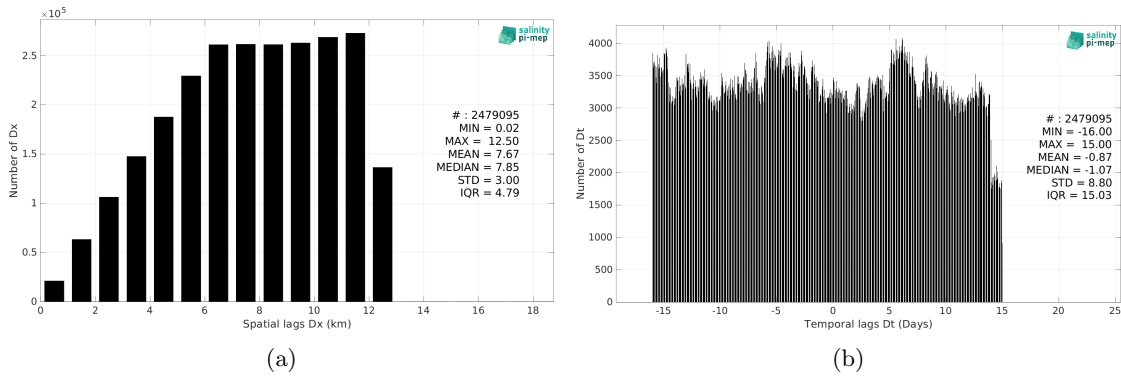 ×10⁵
2.5
2
1.5
1
0.5
0
Number of Dx
0 2 4 6 8 10 12 14 16 18
Spatial lags Dx (km)
salinity
pi-mep
# : 2479095
MIN = 0.02
MAX = 12.50
MEAN = 7.67
MEDIAN = 7.85
STD = 3.00
IQR = 4.79
(a)
4000
3500
3000
2500
2000
1500
1000
500
0
Number of Dt
-15 -10 -5 0 5 10 15 20 25
Temporal lags Dt (Days)
salinity
pi-mep
# : 2479095
MIN = -16.00
MAX = 15.00
MEAN = -0.87
MEDIAN = -1.07
STD = 8.80
IQR = 15.03
(b)